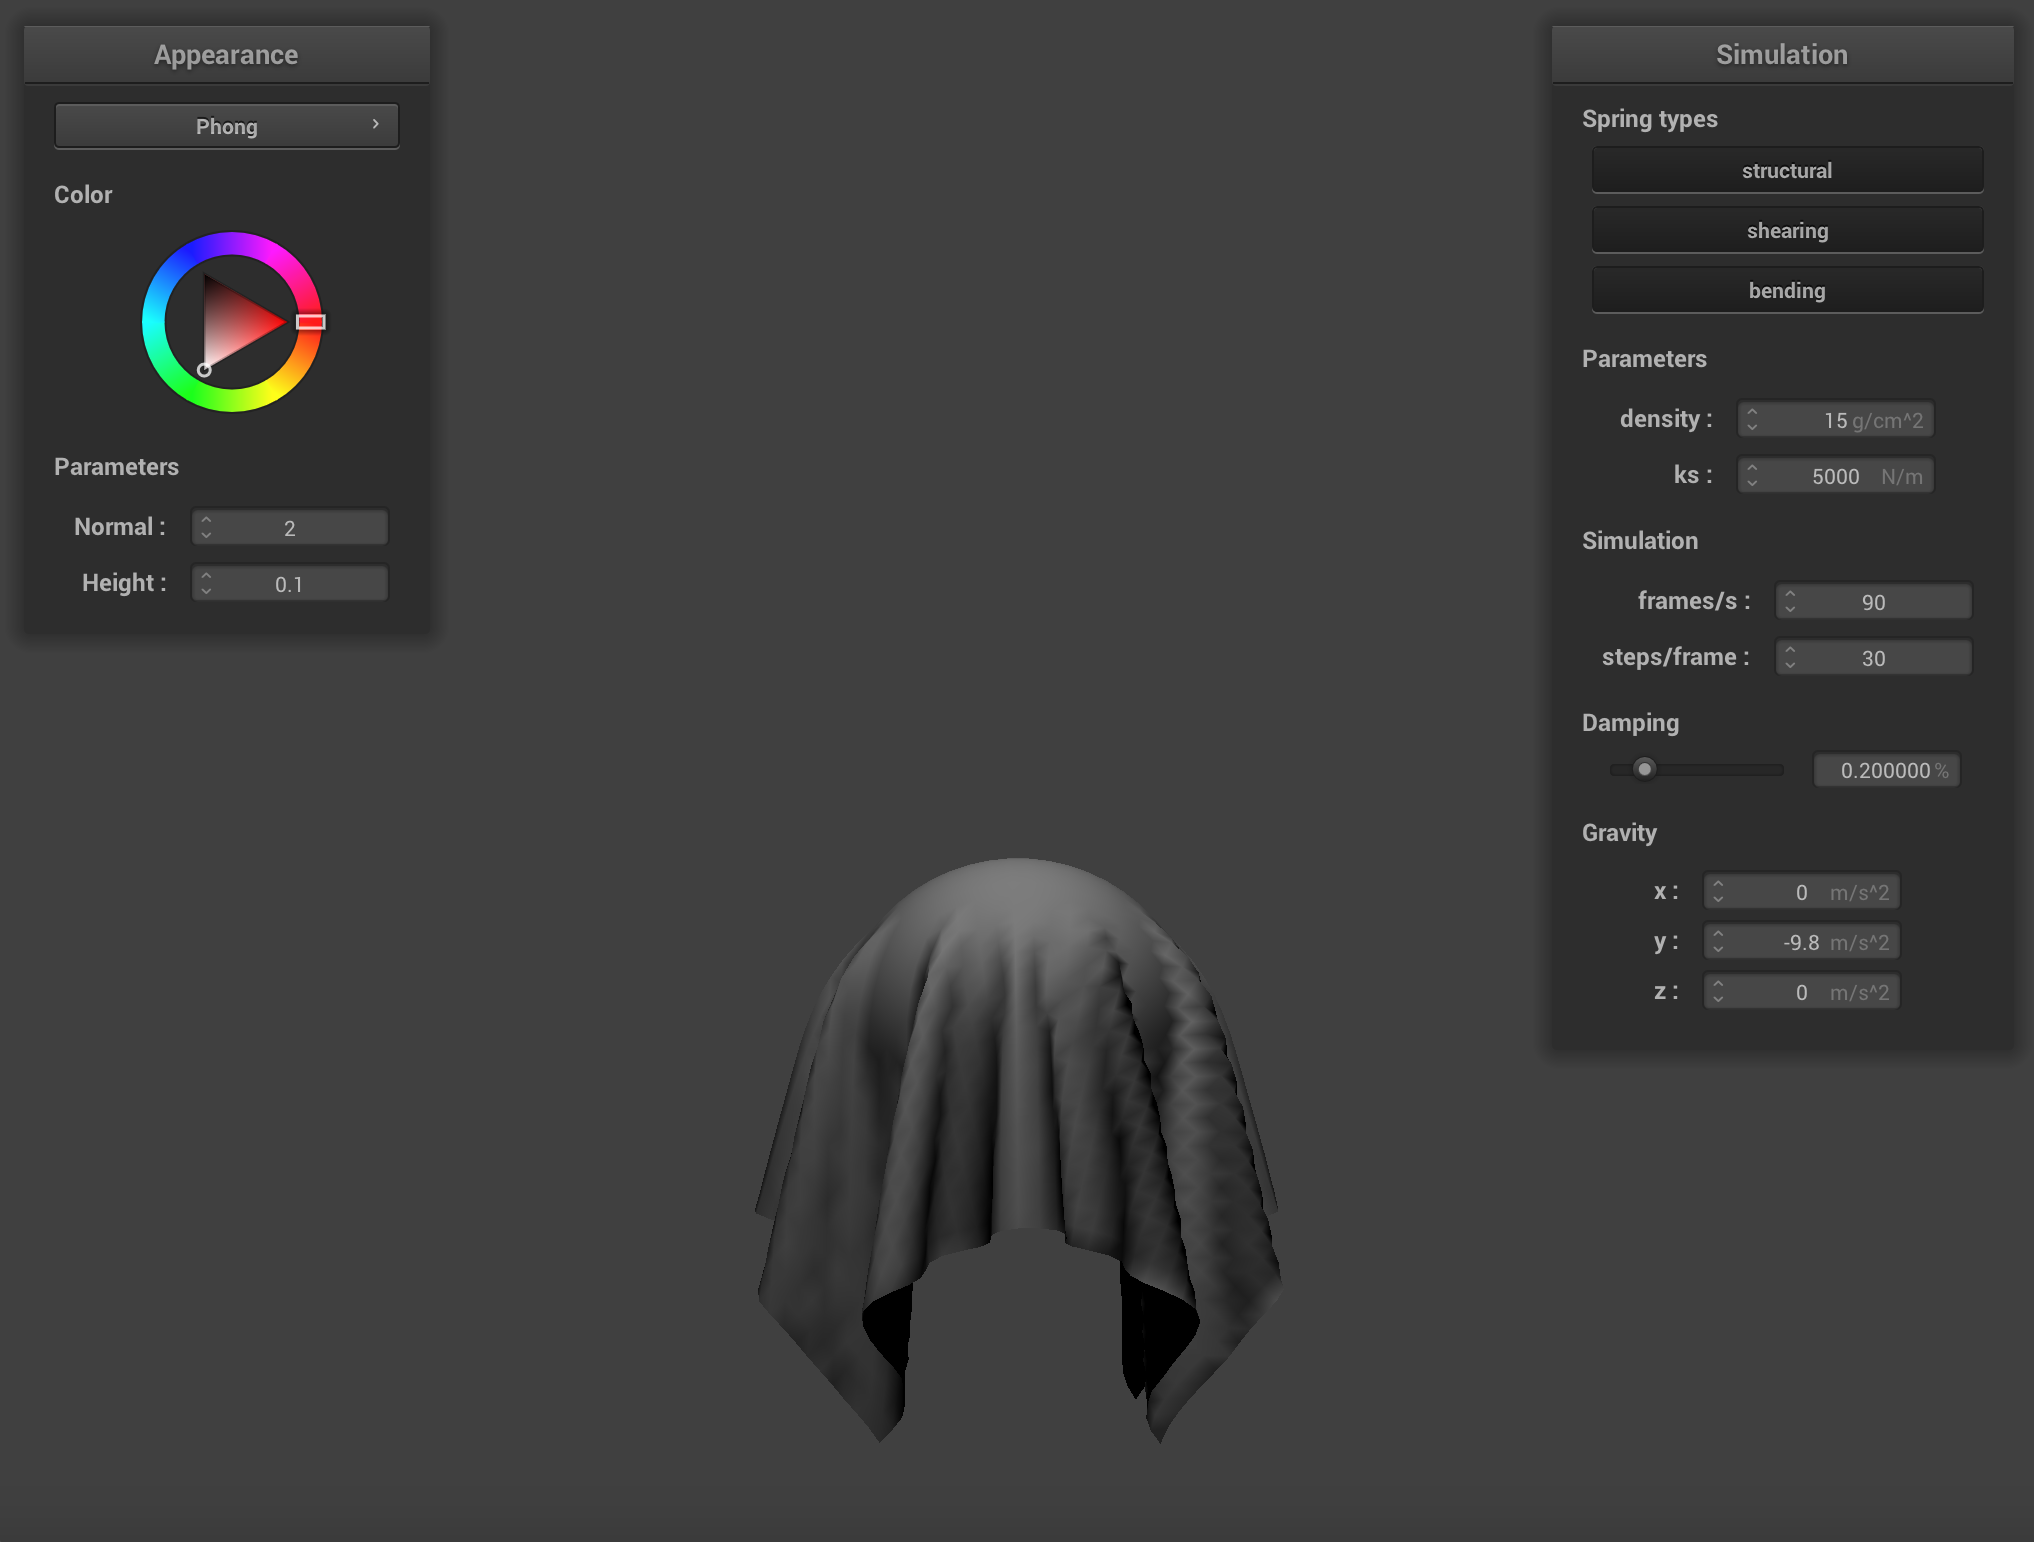 Appearance
Phong
Color
Parameters
Normal : 2
Height : 0.1
Simulation
Spring types
structural
shearing
bending
Parameters
density : 15 g/cm^2
ks : 5000 N/m
Simulation
frames/s : 90
steps/frame : 30
Damping
0.200000 %
Gravity
x : 0 m/s^2
y : -9.8 m/s^2
z : 0 m/s^2